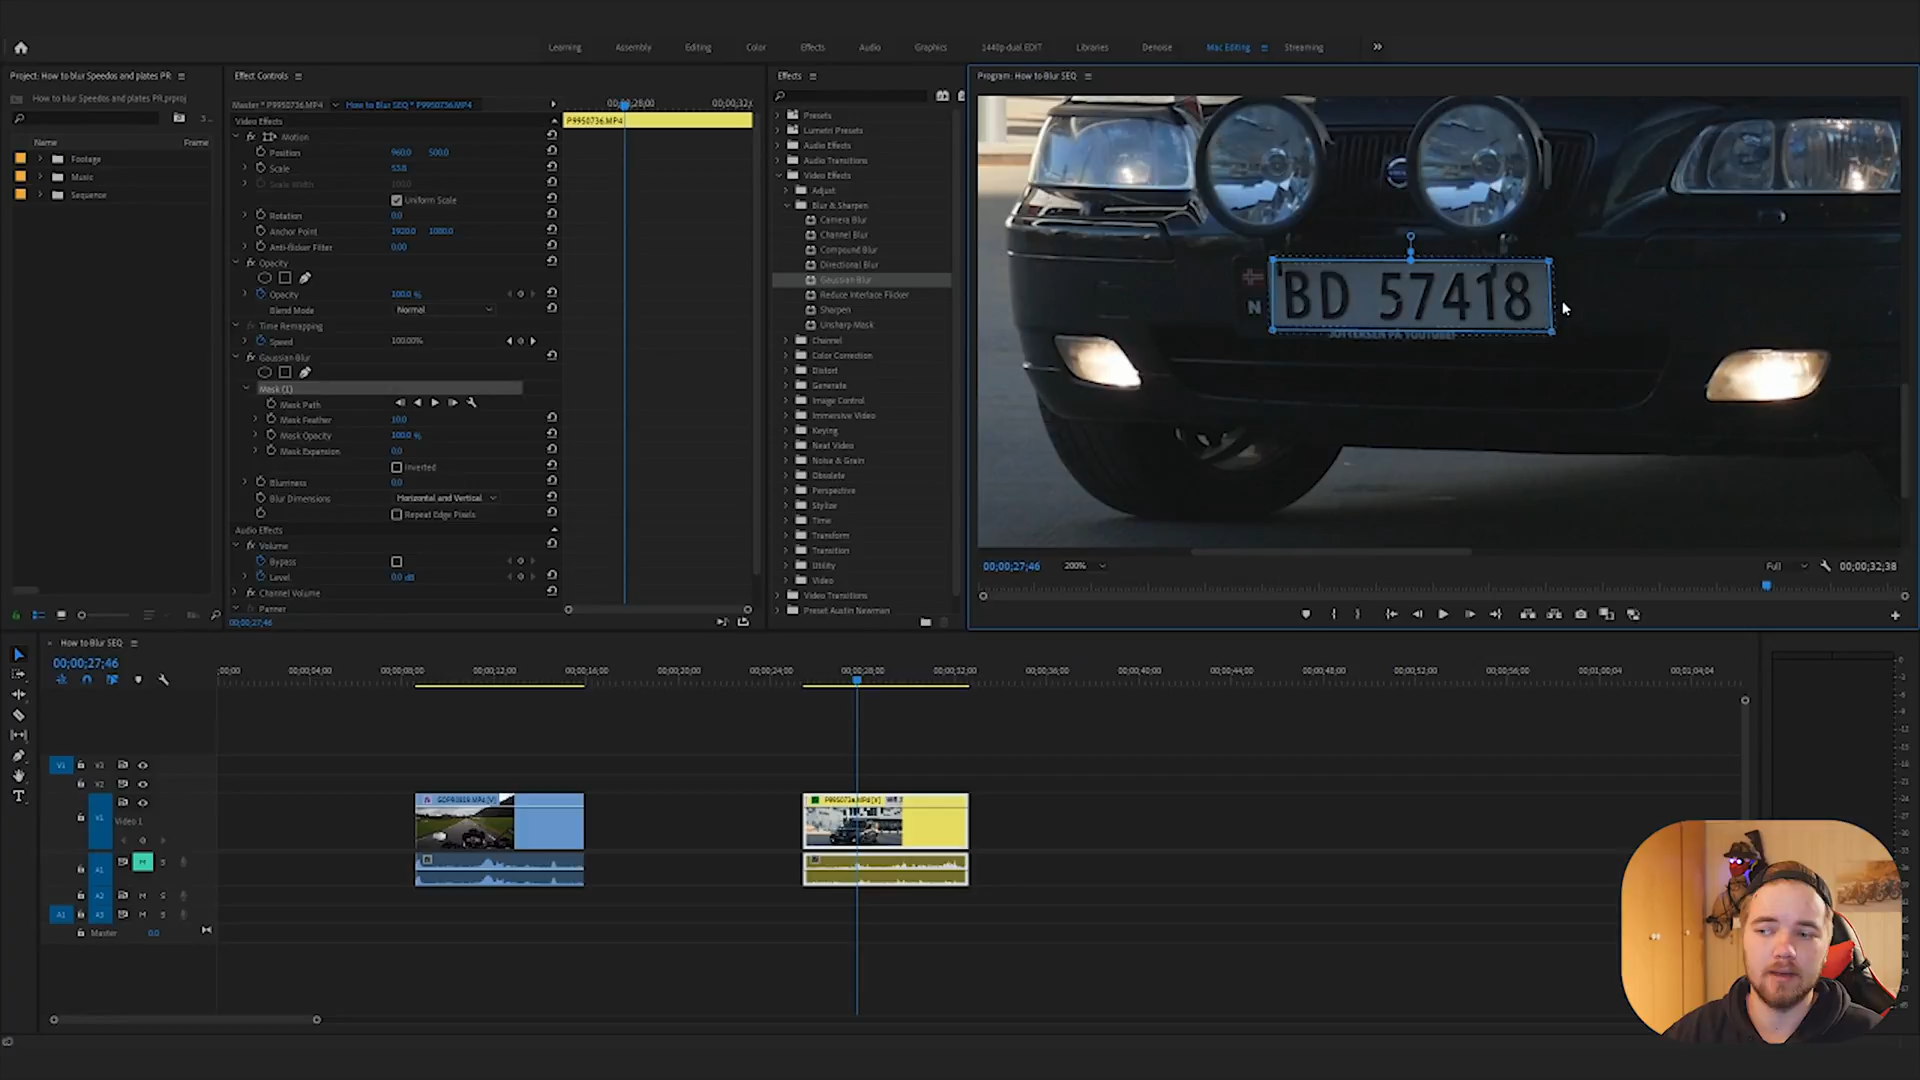 Learning Assembly Editing Color Effects Audio Graphics 1440p-dual.EDIT Libraries Denoise Mac Editing Streaming
Project: How to blur Speedos and plates PR
How to blur Speedos and plates PR.prproj
Name Frame
Footage
Music
Sequence
Effect Controls
Master * P9950736.MP4 How to Blur SEQ * P9950736.MP4
00;00;28;00 00;00;32;
Video Effects
P9950736.MP4
Motion
Position 960.0 500.0
Scale 53.8
Scale Width 100.0
Uniform Scale
Rotation 0.0
Anchor Point 1920.0 1080.0
Anti-flicker Filter 0.00
Opacity
Opacity 100.0 %
Blend Mode Normal
Time Remapping
Speed 100.00%
Gaussian Blur
Mask (1)
Mask Path
Mask Feather 10.0
Mask Opacity 100.0 %
Mask Expansion 0.0
Inverted
Blurriness 0.0
Blur Dimensions Horizontal and Vertical
Repeat Edge Pixels
Audio Effects
Volume
Bypass
Level 0.0 dB
Channel Volume
Panner
00;00;27;46
Effects
Presets
Lumetri Presets
Audio Effects
Audio Transitions
Video Effects
Adjust
Blur & Sharpen
Camera Blur
Channel Blur
Compound Blur
Directional Blur
Gaussian Blur
Reduce Interlace Flicker
Sharpen
Unsharp Mask
Channel
Color Correction
Distort
Generate
Image Control
Immersive Video
Keying
Neat Video
Noise & Grain
Obsolete
Perspective
Stylize
Time
Transform
Transition
Utility
Video
Video Transitions
Preset Austin Newman
Program: How to Blur SEQ
N BD 57418
00;00;27;46 200% Full 00;00;32;38
How to Blur SEQ
00;00;27;46
;00;00 00;00;04;00 00;00;08;00 00;00;12;00 00;00;16;00 00;00;20;00 00;00;24;00 00;00;28;00 00;00;32;00 00;00;36;00 00;00;40;00 00;00;44;00 00;00;48;00 00;00;52;00 00;00;56;00 00;01;00;04 00;01;04;04
V1 V3
V2
V1
Video 1
P9950736.MP4 [V]
A1 M S
A2 M S
A1 A3 M S
Master 0.0